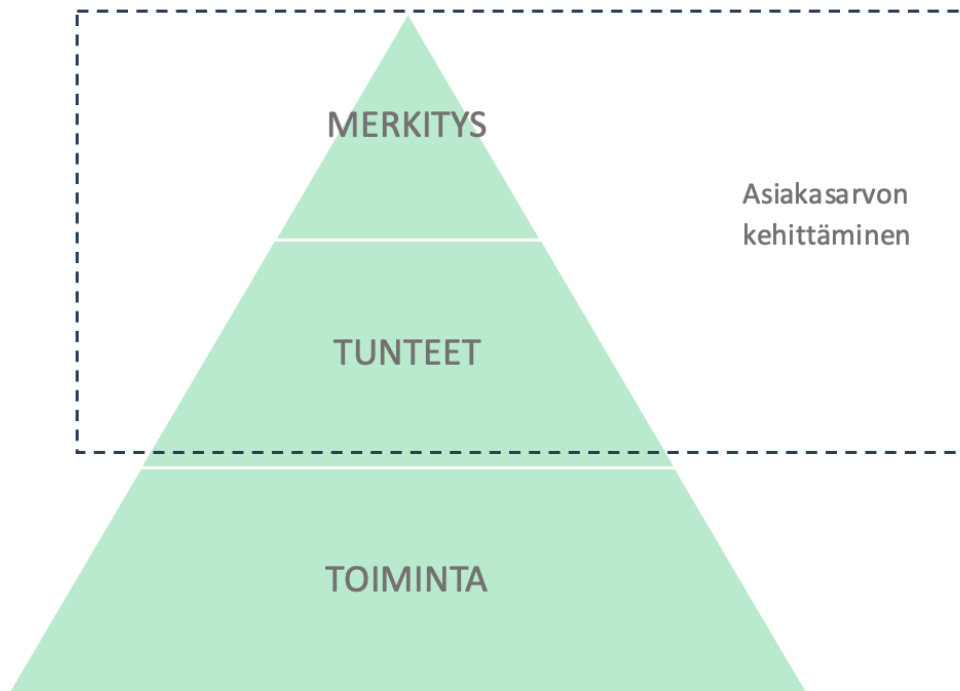 MERKITYS
Asiakasarvon
kehittäminen
TUNTEET
TOIMINTA